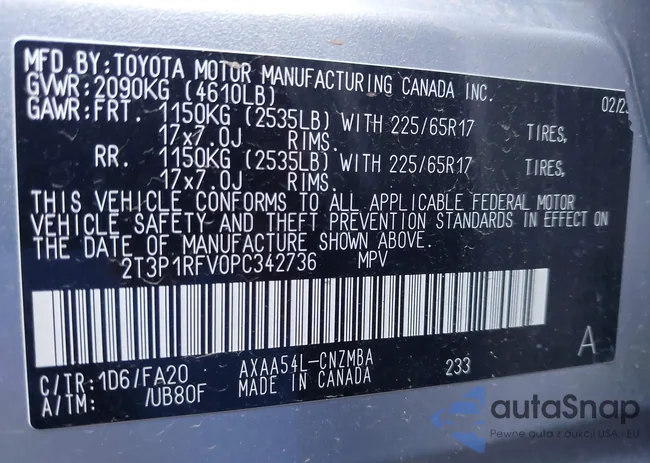 MFD.BY:TOYOTA MOTOR MANUFACTURING CANADA INC.
GVWR:2090KG (4610LB) 02/23
GAWR:FRT. 1150KG (2535LB) WITH 225/65R17 TIRES,
17x7.0J RIMS.
RR. 1150KG (2535LB) WITH 225/65R17 TIRES,
17x7.0J RIMS.
THIS VEHICLE CONFORMS TO ALL APPLICABLE FEDERAL MOTOR
VEHICLE SAFETY AND THEFT PREVENTION STANDARDS IN EFFECT ON
THE DATE OF MANUFACTURE SHOWN ABOVE.
2T3P1RFV0PC342736 MPV
A
C/TR:1D6/FA20 AXAA54L-CNZMBA 233
A/TM: /UB80F MADE IN CANADA
autaSnap
Pewne auta z aukcji USA i EU